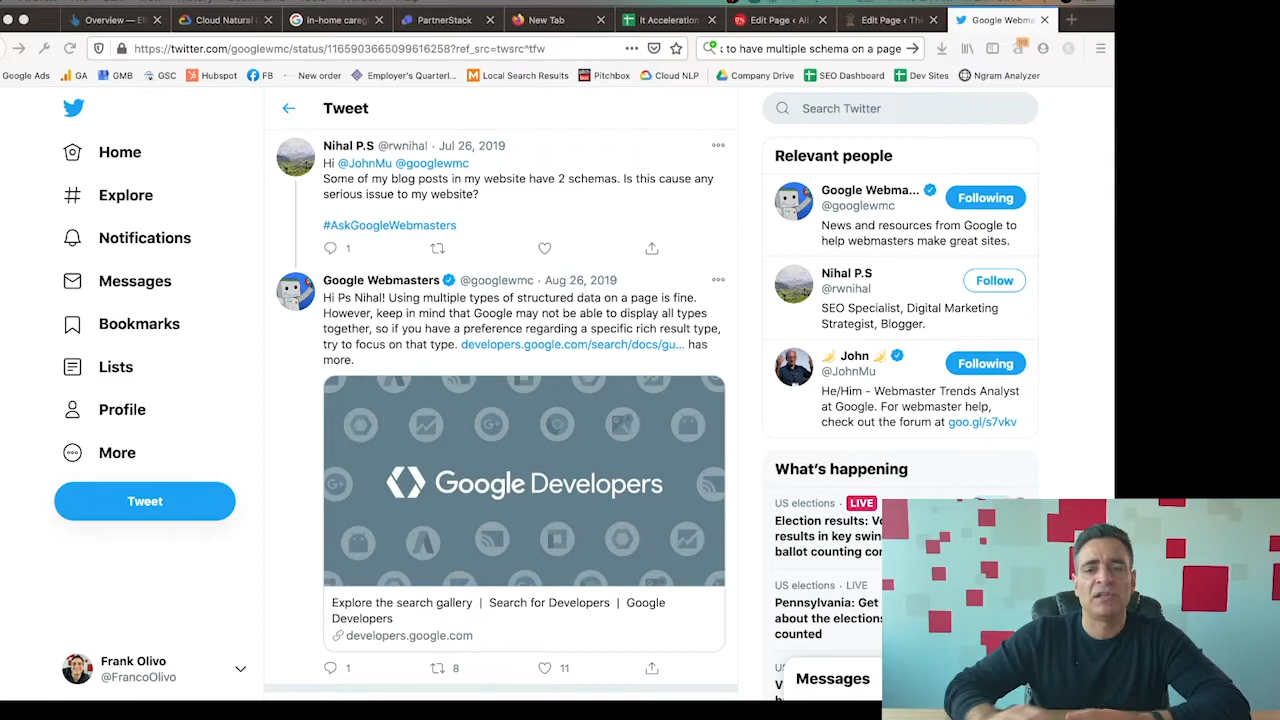 Overview — E
Cloud Natural
in-home careg
PartnerStack
New Tab
It Acceleration
Edit Page ‹ All
Edit Page ‹ The
Google Webma
https://twitter.com/googlewmc/status/1165903665099616258?ref_src=twsrc^tfw
: to have multiple schema on a page
Google Ads
GA
GMB
GSC
Hubspot
FB
New order
Employer's Quarterl...
Local Search Results
Pitchbox
Cloud NLP
Company Drive
SEO Dashboard
Dev Sites
Ngram Analyzer
Home
Explore
Notifications
Messages
Bookmarks
Lists
Profile
More
Tweet
Frank Olivo
@FrancoOlivo
Tweet
Nihal P.S @rwnihal · Jul 26, 2019
Hi @JohnMu @googlewmc
Some of my blog posts in my website have 2 schemas. Is this cause any
serious issue to my website?
#AskGoogleWebmasters
1
Google Webmasters @googlewmc · Aug 26, 2019
Hi Ps Nihal! Using multiple types of structured data on a page is fine.
However, keep in mind that Google may not be able to display all types
together, so if you have a preference regarding a specific rich result type,
try to focus on that type. developers.google.com/search/docs/gu... has
more.
Google Developers
Explore the search gallery | Search for Developers | Google
Developers
developers.google.com
1 8 11
Search Twitter
Relevant people
Google Webma...
@googlewmc
Following
News and resources from Google to
help webmasters make great sites.
Nihal P.S
@rwnihal
Follow
SEO Specialist, Digital Marketing
Strategist, Blogger.
John
@JohnMu
Following
He/Him - Webmaster Trends Analyst
at Google. For webmaster help,
check out the forum at goo.gl/s7vkv
What's happening
US elections · LIVE
Election results: Vo
results in key swin
ballot counting con
US elections · LIVE
Pennsylvania: Get
about the elections
counted
Messages